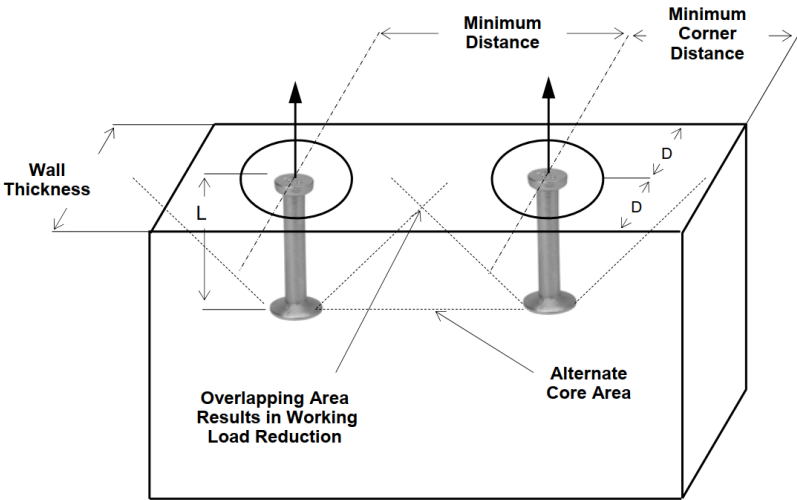 Minimum
Distance
Minimum
Corner
Distance
Wall
Thickness
L
D
D
Overlapping Area
Results in Working
Load Reduction
Alternate
Core Area